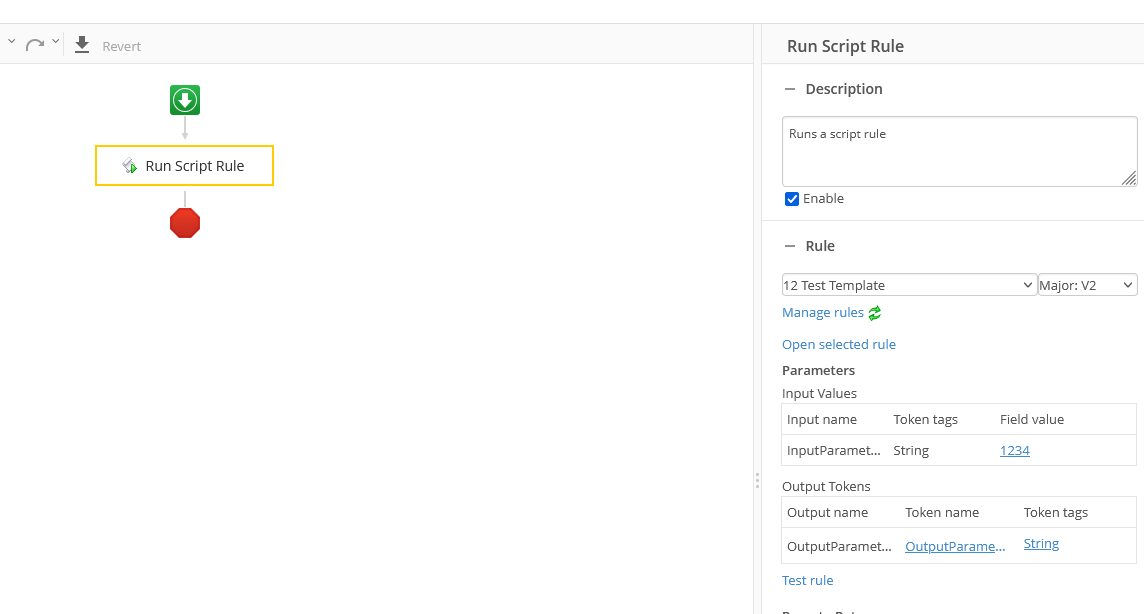 Revert
Run Script Rule
Run Script Rule
Description
Runs a script rule
Enable
Rule
12 Test Template Major: V2
Manage rules
Open selected rule
Parameters
Input Values
Input name Token tags Field value
InputParamet... String 1234
Output Tokens
Output name Token name Token tags
OutputParamet... OutputParame... String
Test rule